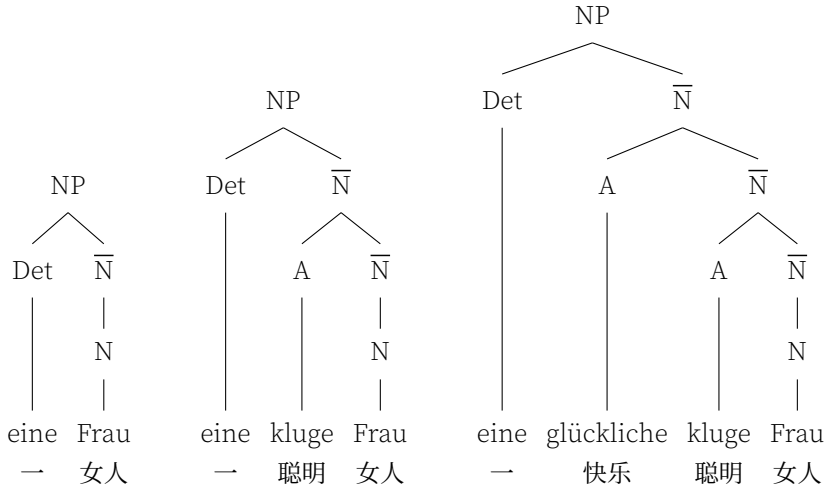 NP
Det N̅
N
eine Frau
一 女人
NP
Det N̅
A N̅
N
eine kluge Frau
一 聪明 女人
NP
Det N̅
A N̅
A N̅
N
eine glückliche kluge Frau
一 快乐 聪明 女人